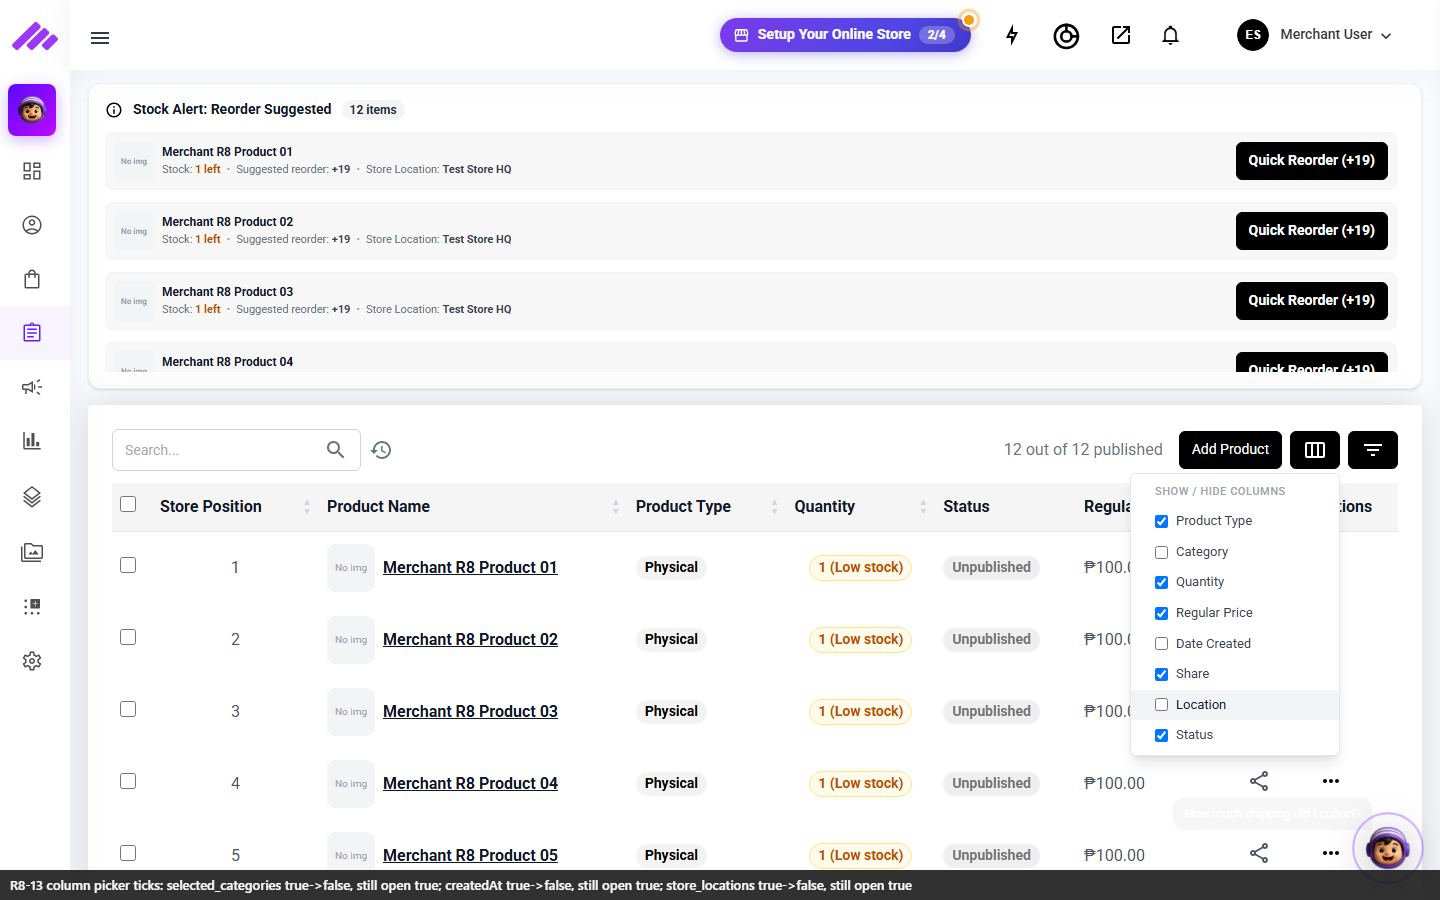 Setup Your Online Store 2/4
ES Merchant User
Stock Alert: Reorder Suggested 12 items
No img
Merchant R8 Product 01
Stock: 1 left · Suggested reorder: +19 · Store Location: Test Store HQ
Quick Reorder (+19)
No img
Merchant R8 Product 02
Stock: 1 left · Suggested reorder: +19 · Store Location: Test Store HQ
Quick Reorder (+19)
No img
Merchant R8 Product 03
Stock: 1 left · Suggested reorder: +19 · Store Location: Test Store HQ
Quick Reorder (+19)
No img
Merchant R8 Product 04
Quick Reorder (+19)
Search...
12 out of 12 published
Add Product
Store Position Product Name Product Type Quantity Status
SHOW / HIDE COLUMNS
Product Type
Category
Quantity
Regular Price
Date Created
Share
Location
Status
1 No img Merchant R8 Product 01 Physical 1 (Low stock) Unpublished
2 No img Merchant R8 Product 02 Physical 1 (Low stock) Unpublished
3 No img Merchant R8 Product 03 Physical 1 (Low stock) Unpublished
4 No img Merchant R8 Product 04 Physical 1 (Low stock) Unpublished ₱100.00
How much shipping did I collect?
5 No img Merchant R8 Product 05 Physical 1 (Low stock) Unpublished ₱100.00
R8-13 column picker ticks: selected_categories true->false, still open true; createdAt true->false, still open true; store_locations true->false, still open true